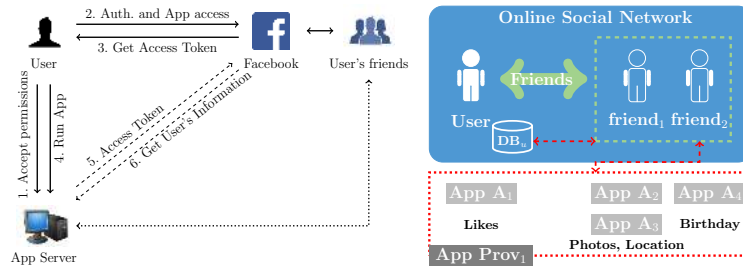 2. Auth. and App access
3. Get Access Token
User
Facebook
User's friends
1. Accept permissions
4. Run App
5. Access Token
6. Get User's Information
App Server
Online Social Network
Friends
User
friend₁ friend₂
DBᵤ
App A₁ App A₂ App A₄
Likes App A₃ Birthday
Photos, Location
App Prov₁